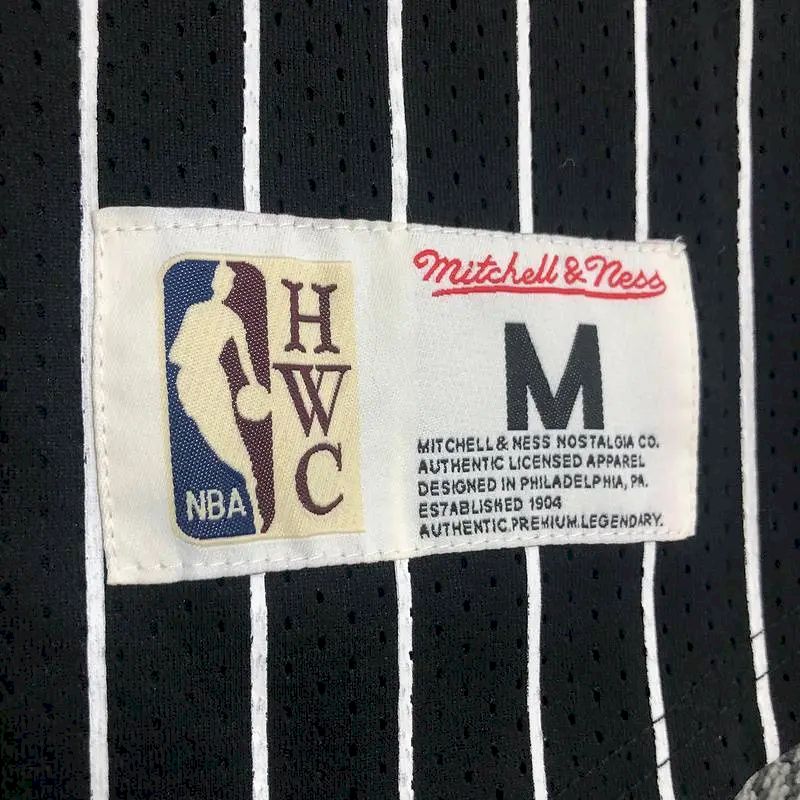 NBA
H
W
C
Mitchell & Ness
M
MITCHELL & NESS NOSTALGIA CO.
AUTHENTIC LICENSED APPAREL
DESIGNED IN PHILADELPHIA, PA.
ESTABLISHED 1904
AUTHENTIC.PREMIUM.LEGENDARY.